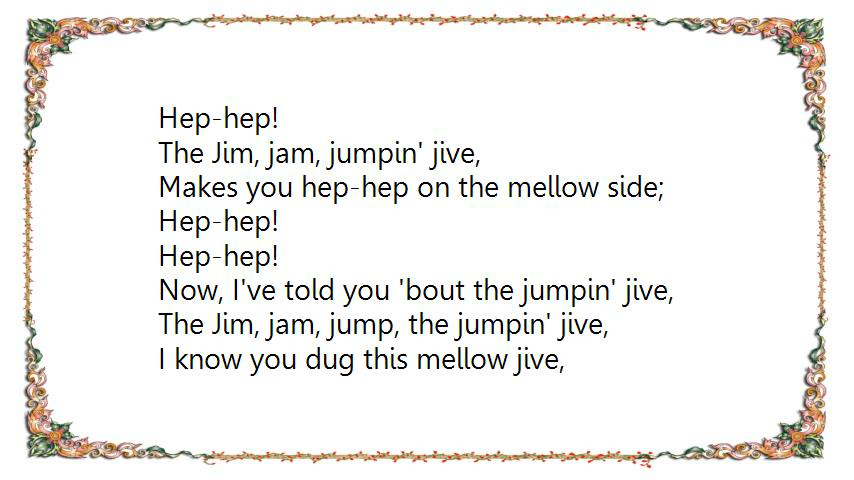 Hep-hep!
The Jim, jam, jumpin' jive,
Makes you hep-hep on the mellow side;
Hep-hep!
Hep-hep!
Now, I've told you 'bout the jumpin' jive,
The Jim, jam, jump, the jumpin' jive,
I know you dug this mellow jive,